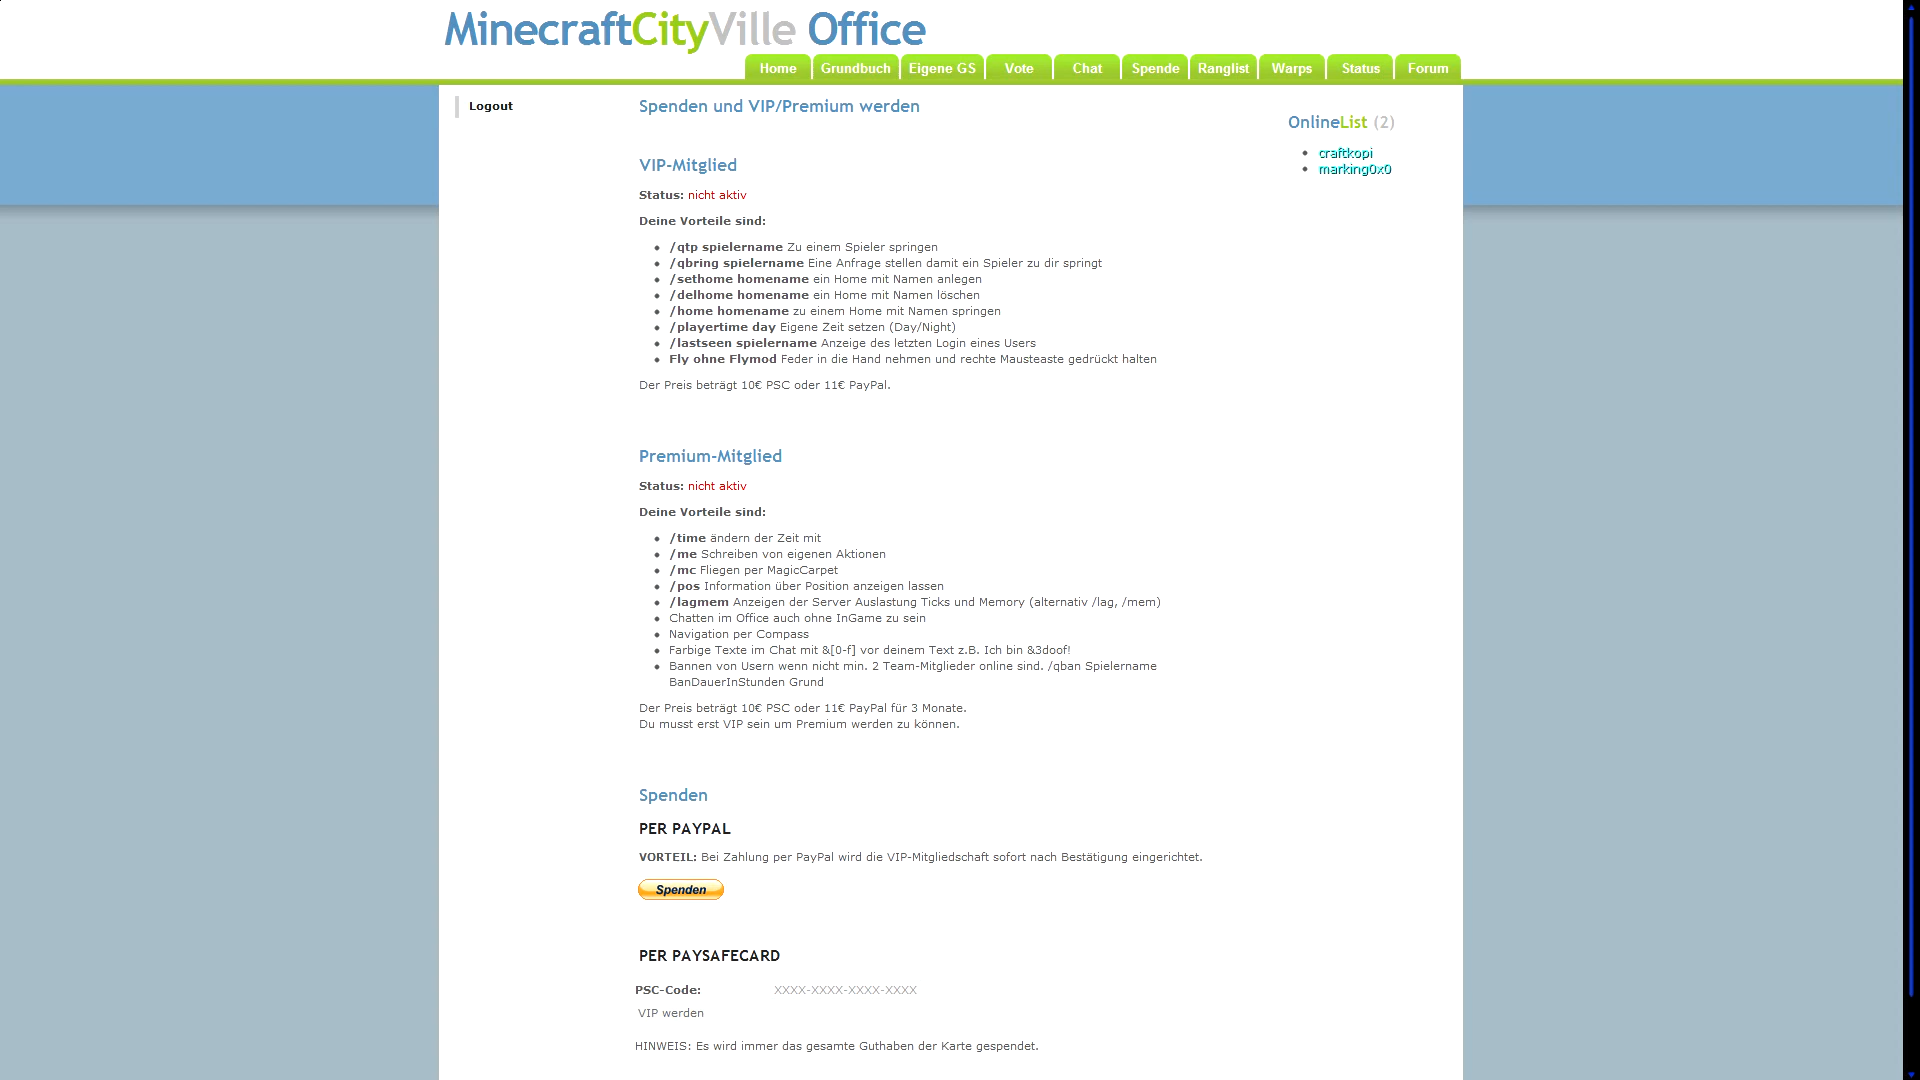 MinecraftCityVille Office
Home Grundbuch Eigene GS Vote Chat Spende Ranglist Warps Status Forum
Logout
Spenden und VIP/Premium werden
VIP-Mitglied
Status: nicht aktiv
Deine Vorteile sind:
/qtp spielername Zu einem Spieler springen
/qbring spielername Eine Anfrage stellen damit ein Spieler zu dir springt
/sethome homename ein Home mit Namen anlegen
/delhome homename ein Home mit Namen löschen
/home homename zu einem Home mit Namen springen
/playertime day Eigene Zeit setzen (Day/Night)
/lastseen spielername Anzeige des letzten Login eines Users
Fly ohne Flymod Feder in die Hand nehmen und rechte Mausteaste gedrückt halten
Der Preis beträgt 10€ PSC oder 11€ PayPal.
Premium-Mitglied
Status: nicht aktiv
Deine Vorteile sind:
/time ändern der Zeit mit
/me Schreiben von eigenen Aktionen
/mc Fliegen per MagicCarpet
/pos Information über Position anzeigen lassen
/lagmem Anzeigen der Server Auslastung Ticks und Memory (alternativ /lag, /mem)
Chatten im Office auch ohne InGame zu sein
Navigation per Compass
Farbige Texte im Chat mit &[0-f] vor deinem Text z.B. Ich bin &3doof!
Bannen von Usern wenn nicht min. 2 Team-Mitglieder online sind. /qban Spielername
BanDauerInStunden Grund
Der Preis beträgt 10€ PSC oder 11€ PayPal für 3 Monate.
Du musst erst VIP sein um Premium werden zu können.
Spenden
PER PAYPAL
VORTEIL: Bei Zahlung per PayPal wird die VIP-Mitgliedschaft sofort nach Bestätigung eingerichtet.
Spenden
PER PAYSAFECARD
PSC-Code: XXXX-XXXX-XXXX-XXXX
VIP werden
HINWEIS: Es wird immer das gesamte Guthaben der Karte gespendet.
OnlineList (2)
craftkopi
marking0x0